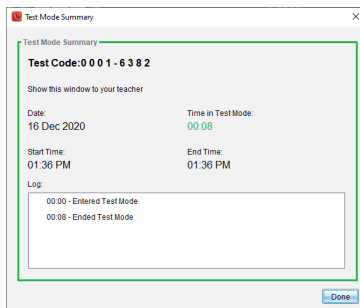 Test Mode Summary
Test Mode Summary
Test Code:0 0 0 1 - 6 3 8 2
Show this window to your teacher
Date:
Time in Test Mode:
16 Dec 2020
00:08
Start Time:
End Time:
01:36 PM
01:36 PM
Log:
00:00 - Entered Test Mode
00:08 - Ended Test Mode
Done